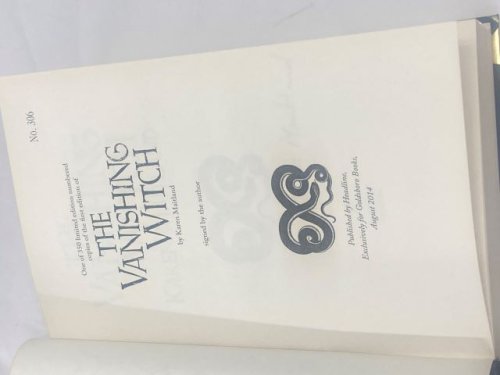 No. 306
One of 350 limited edition numbered
copies of the first edition of
THE
VANISHING
WITCH
by Karen Maitland
signed by the author
Published by Headline,
Exclusively for Goldsboro Books,
August 2014